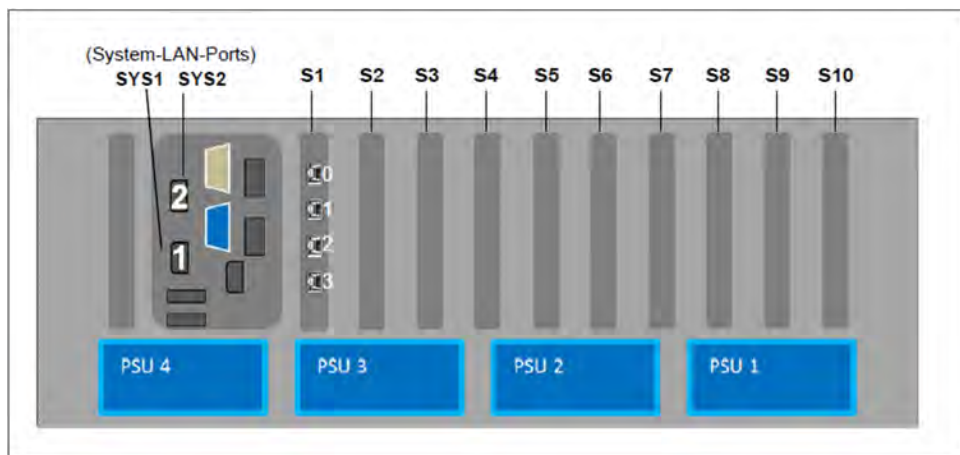 (System-LAN-Ports)
SYS1 SYS2 S1 S2 S3 S4 S5 S6 S7 S8 S9 S10
0
2
1
1
2
3
PSU 4 PSU 3 PSU 2 PSU 1